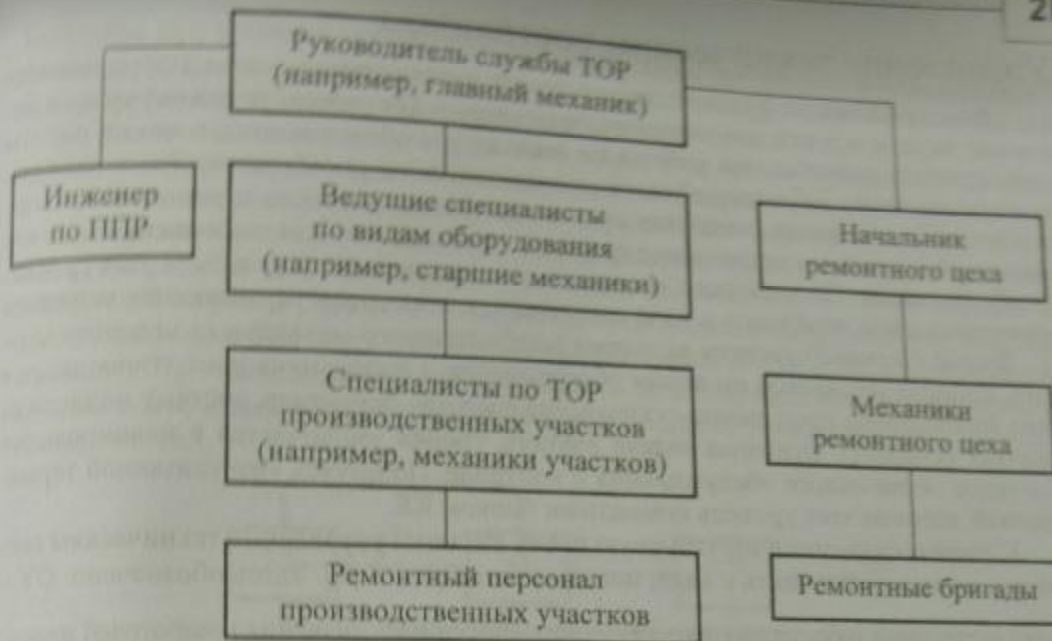 2
Руководитель службы ТОР
(например, главный механик)
Инженер
по ППР
Ведущие специалисты
по видам оборудования
(например, старшие механики)
Начальник
ремонтного цеха
Специалисты по ТОР
производственных участков
(например, механики участков)
Механики
ремонтного цеха
Ремонтный персонал
производственных участков
Ремонтные бригады